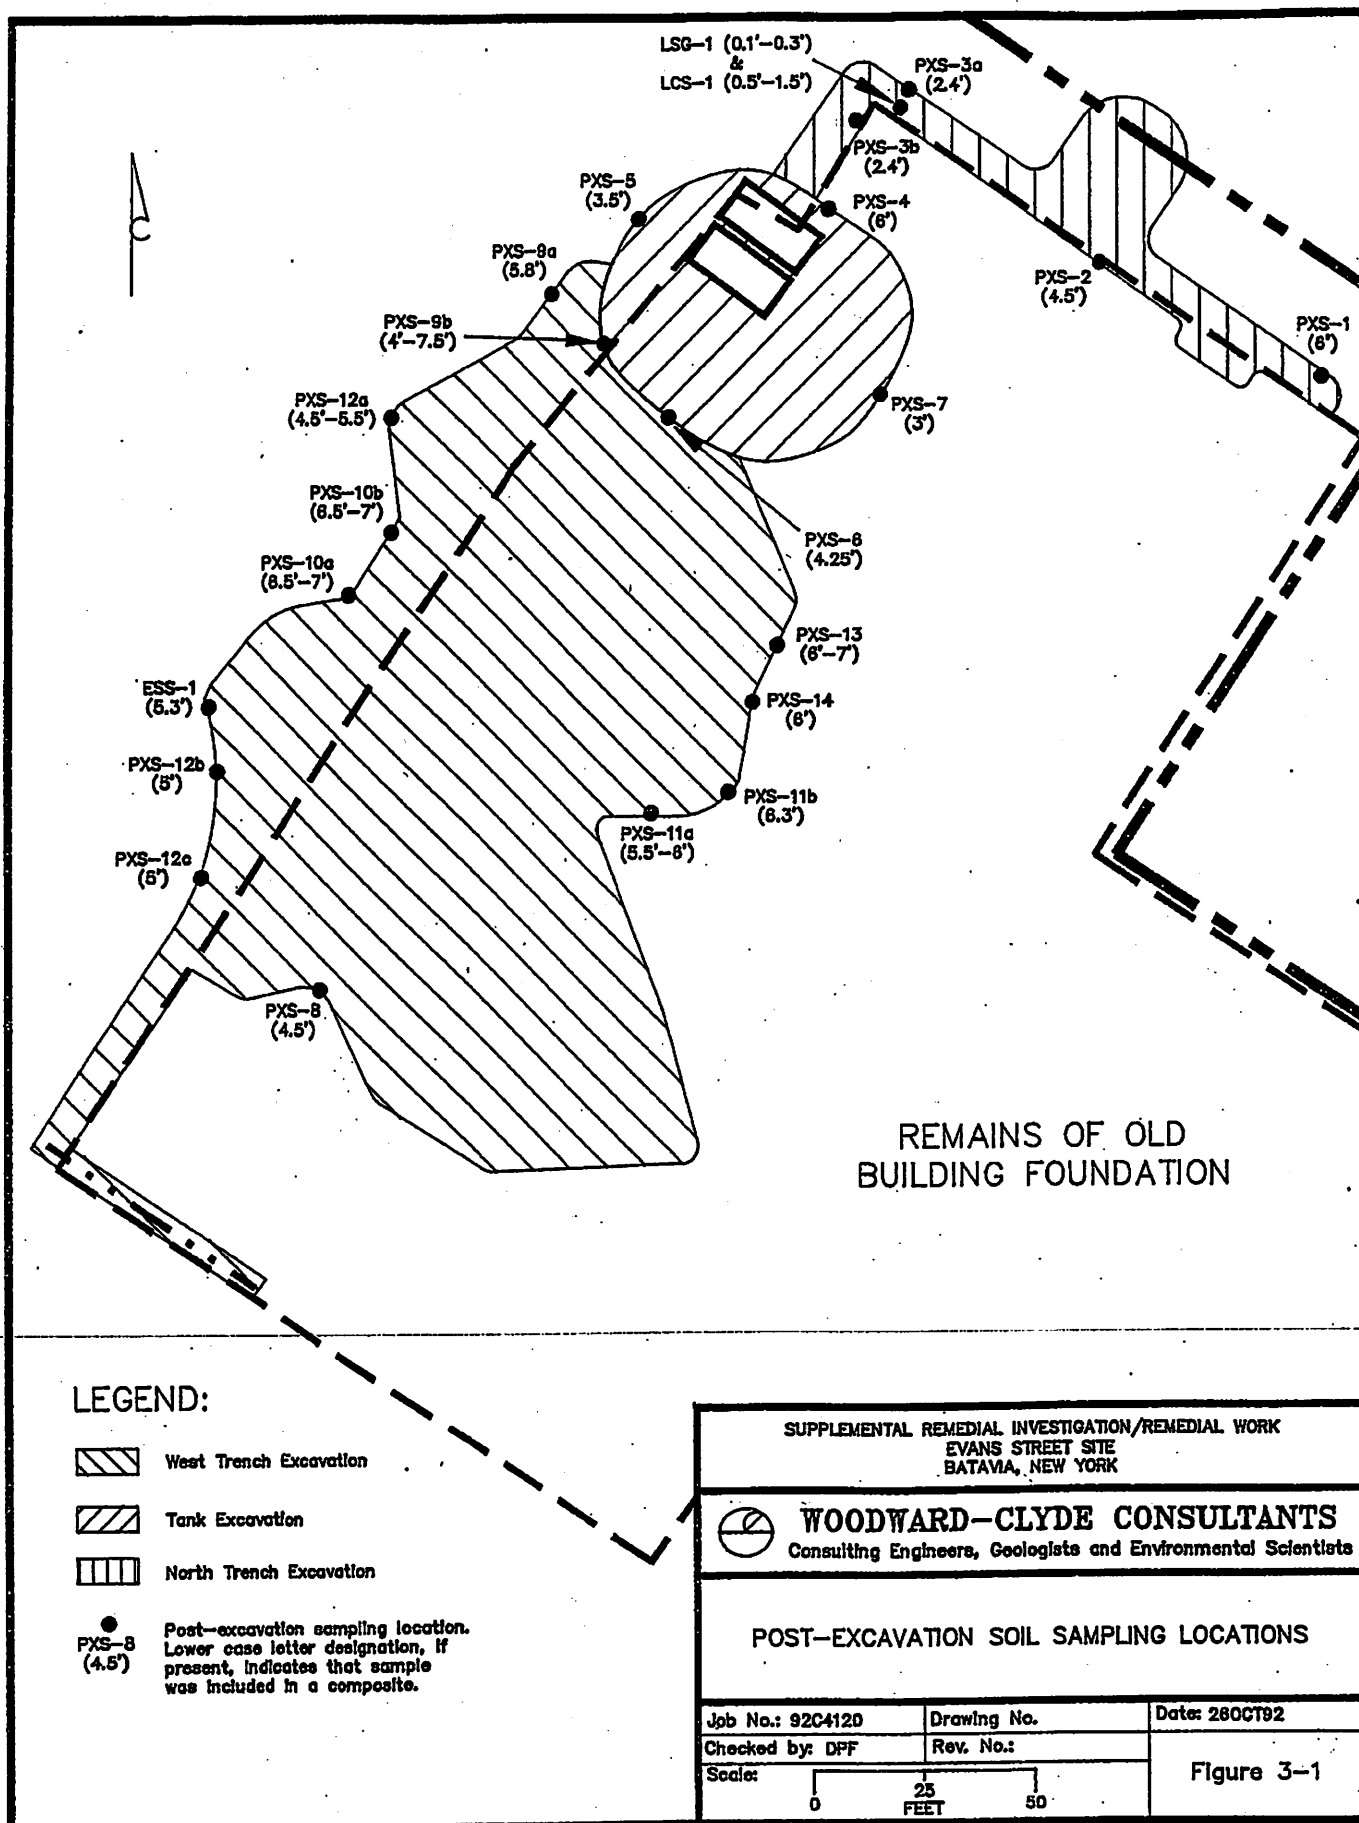 LSG-1 (0.1'-0.3')
&
LCS-1 (0.5'-1.5')
PXS-3a
(2.4')
PXS-3b
(2.4')
PXS-5
(3.5')
PXS-4
(6')
PXS-9a
(5.8')
PXS-2
(4.5')
PXS-9b
(4'-7.5')
PXS-1
(6')
PXS-12a
(4.5'-5.5')
PXS-7
(3')
PXS-10b
(6.5'-7')
PXS-6
(4.25')
PXS-10a
(6.5'-7')
PXS-13
(6'-7')
ESS-1
(5.3')
PXS-14
(6')
PXS-12b
(5')
PXS-11b
(6.3')
PXS-11a
(5.5'-6')
PXS-12c
(5')
PXS-8
(4.5')
REMAINS OF OLD
BUILDING FOUNDATION
LEGEND:
West Trench Excavation
Tank Excavation
North Trench Excavation
PXS-8
(4.5')
Post-excavation sampling location.
Lower case letter designation, if
present, indicates that sample
was included in a composite.
SUPPLEMENTAL REMEDIAL INVESTIGATION/REMEDIAL WORK
EVANS STREET SITE
BATAVIA, NEW YORK
WOODWARD-CLYDE CONSULTANTS
Consulting Engineers, Geologists and Environmental Scientists
POST-EXCAVATION SOIL SAMPLING LOCATIONS
Job No.: 92C4120
Drawing No.
Date: 26OCT92
Checked by: DPF
Rev. No.:
Scale:
0 25 50
FEET
Figure 3-1